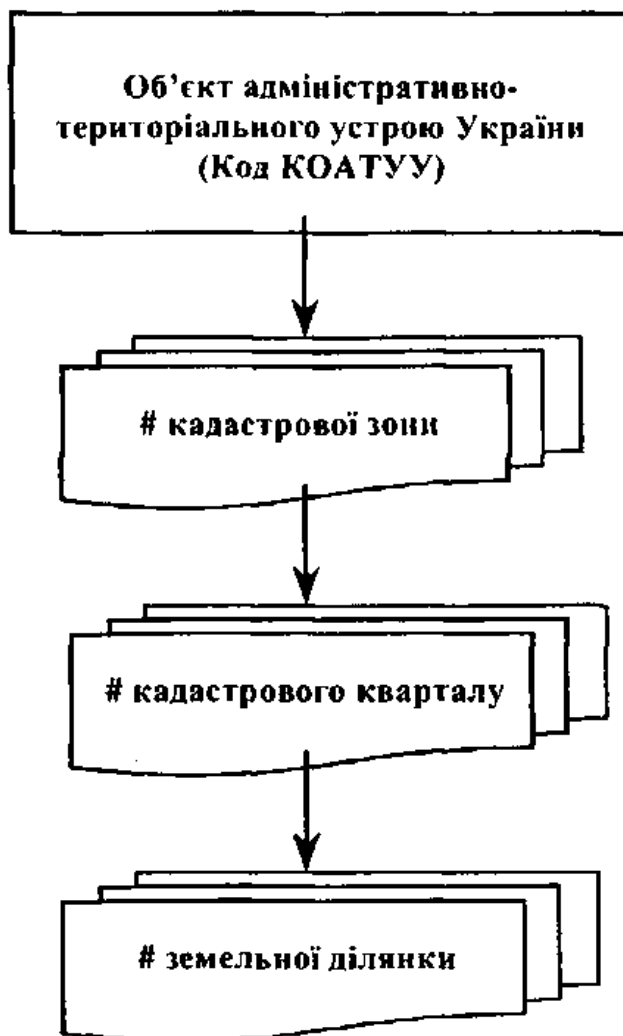 Об’єкт адміністративно-
територіального устрою України
(Код КОАТУУ)
# кадастрової зони
# кадастрового кварталу
# земельної ділянки